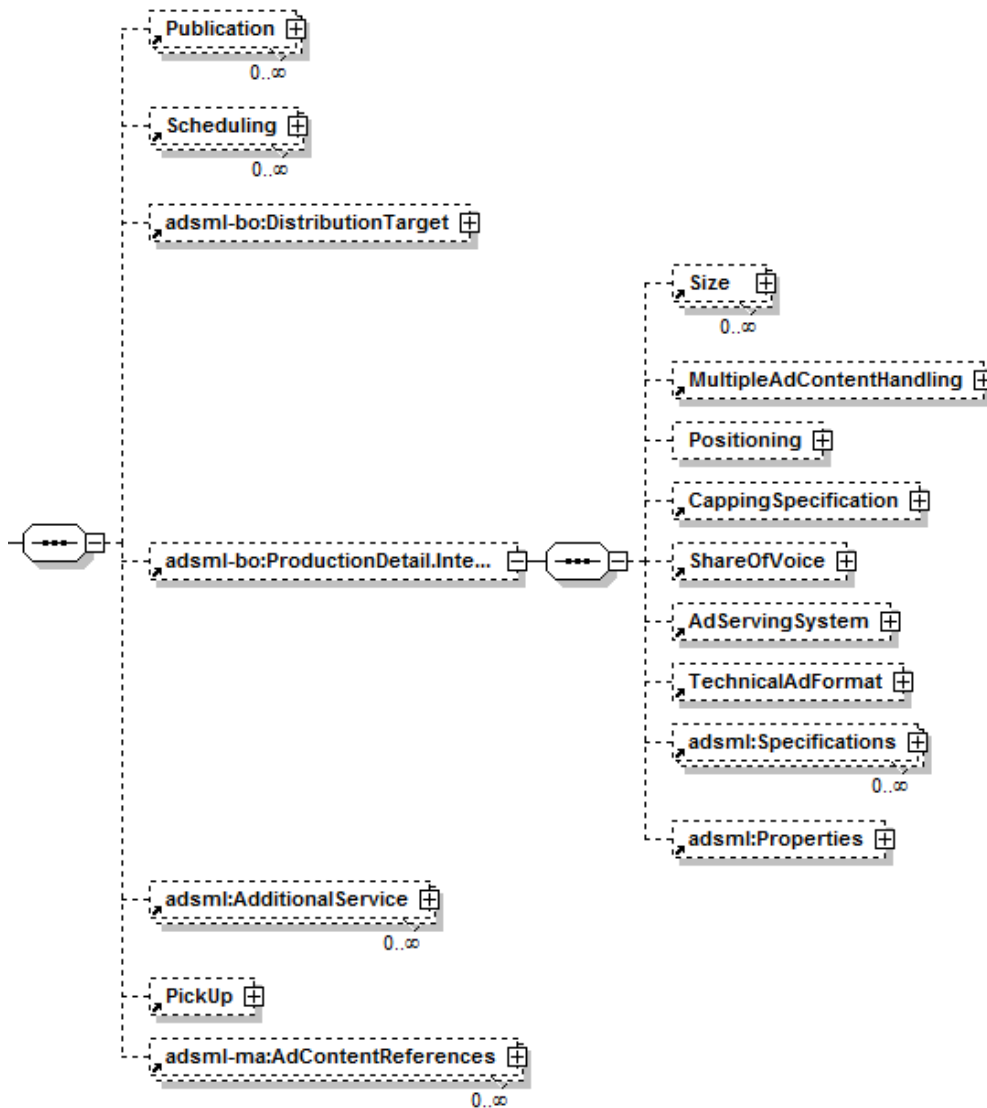 Publication
0..∞
Scheduling
0..∞
adsml-bo:DistributionTarget
adsml-bo:ProductionDetail.Inte...
Size
0..∞
MultipleAdContentHandling
Positioning
CappingSpecification
ShareOfVoice
AdServingSystem
TechnicalAdFormat
adsml:Specifications
0..∞
adsml:Properties
adsml:AdditionalService
0..∞
PickUp
adsml-ma:AdContentReferences
0..∞